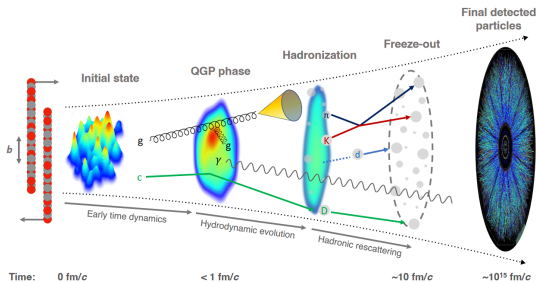 Final detected
particles
Freeze-out
Hadronization
QGP phase
Initial state
b
g
g
γ
c
π
K
d
D
Early time dynamics
Hydrodynamic evolution
Hadronic rescattering
Time:
0 fm/c
< 1 fm/c
~10 fm/c
~10¹⁵ fm/c